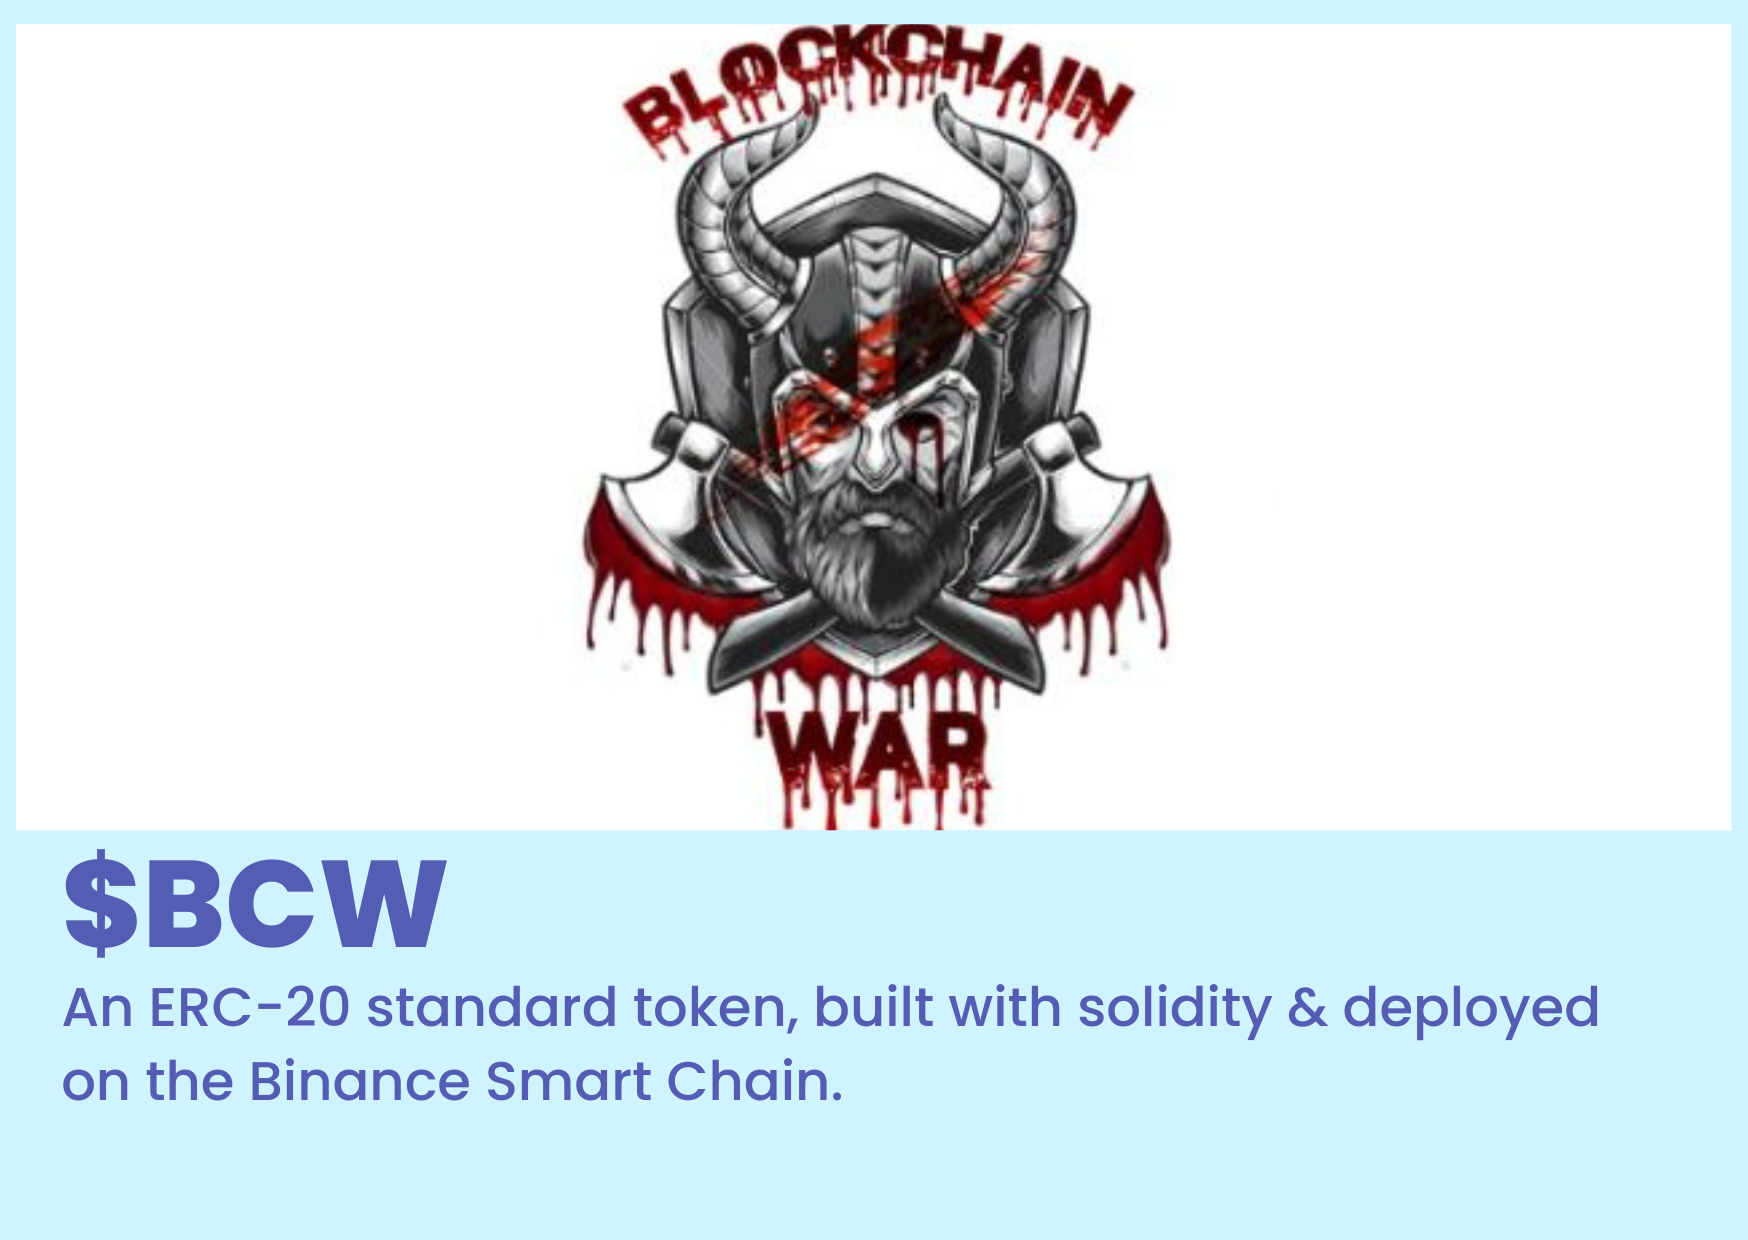 BLOCKCHAIN
WAR
$BCW
An ERC-20 standard token, built with solidity & deployed
on the Binance Smart Chain.